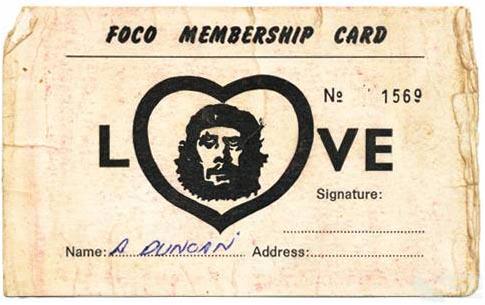 FOCO MEMBERSHIP CARD
No 1569
L VE
Signature:
Name: A DUNCAN Address: